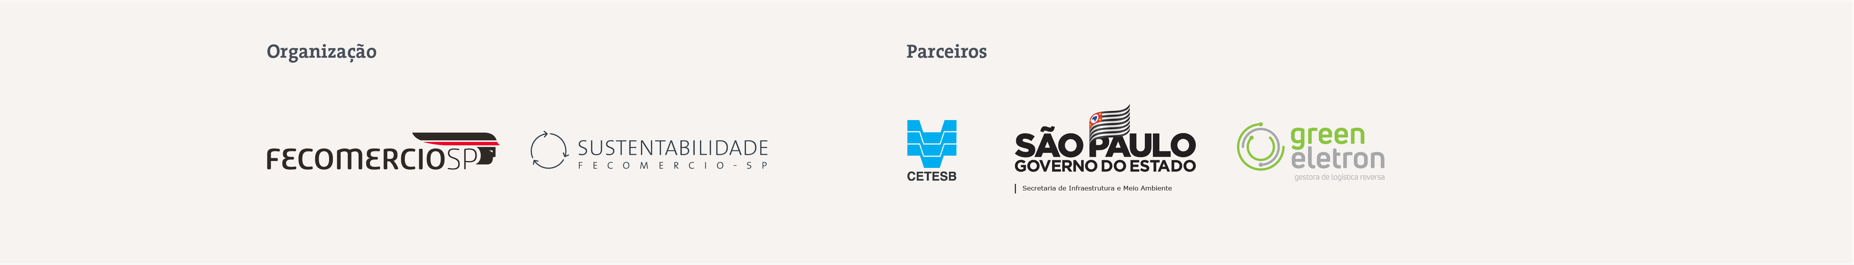 Organização
FECOMERCIOSP
SUSTENTABILIDADE
FECOMERCIO-SP
Parceiros
CETESB
SÃO PAULO
GOVERNO DO ESTADO
Secretaria de Infraestrutura e Meio Ambiente
green
eletron
gestora de logística reversa